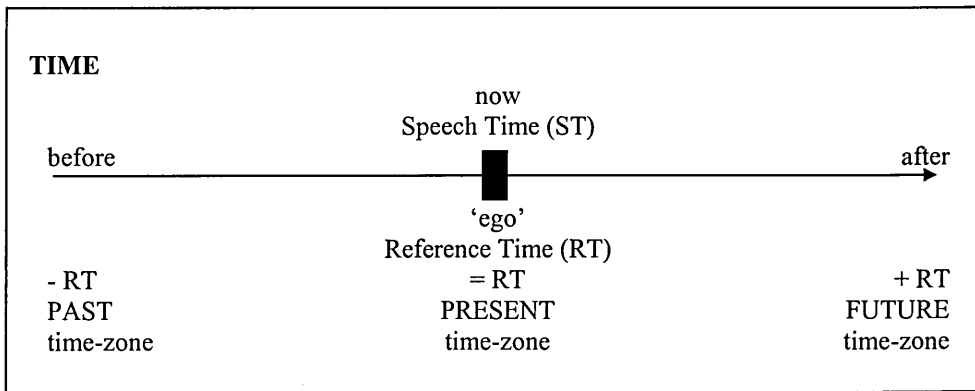 TIME
now
Speech Time (ST)
before after
‘ego’
Reference Time (RT)
- RT = RT + RT
PAST PRESENT FUTURE
time-zone time-zone time-zone